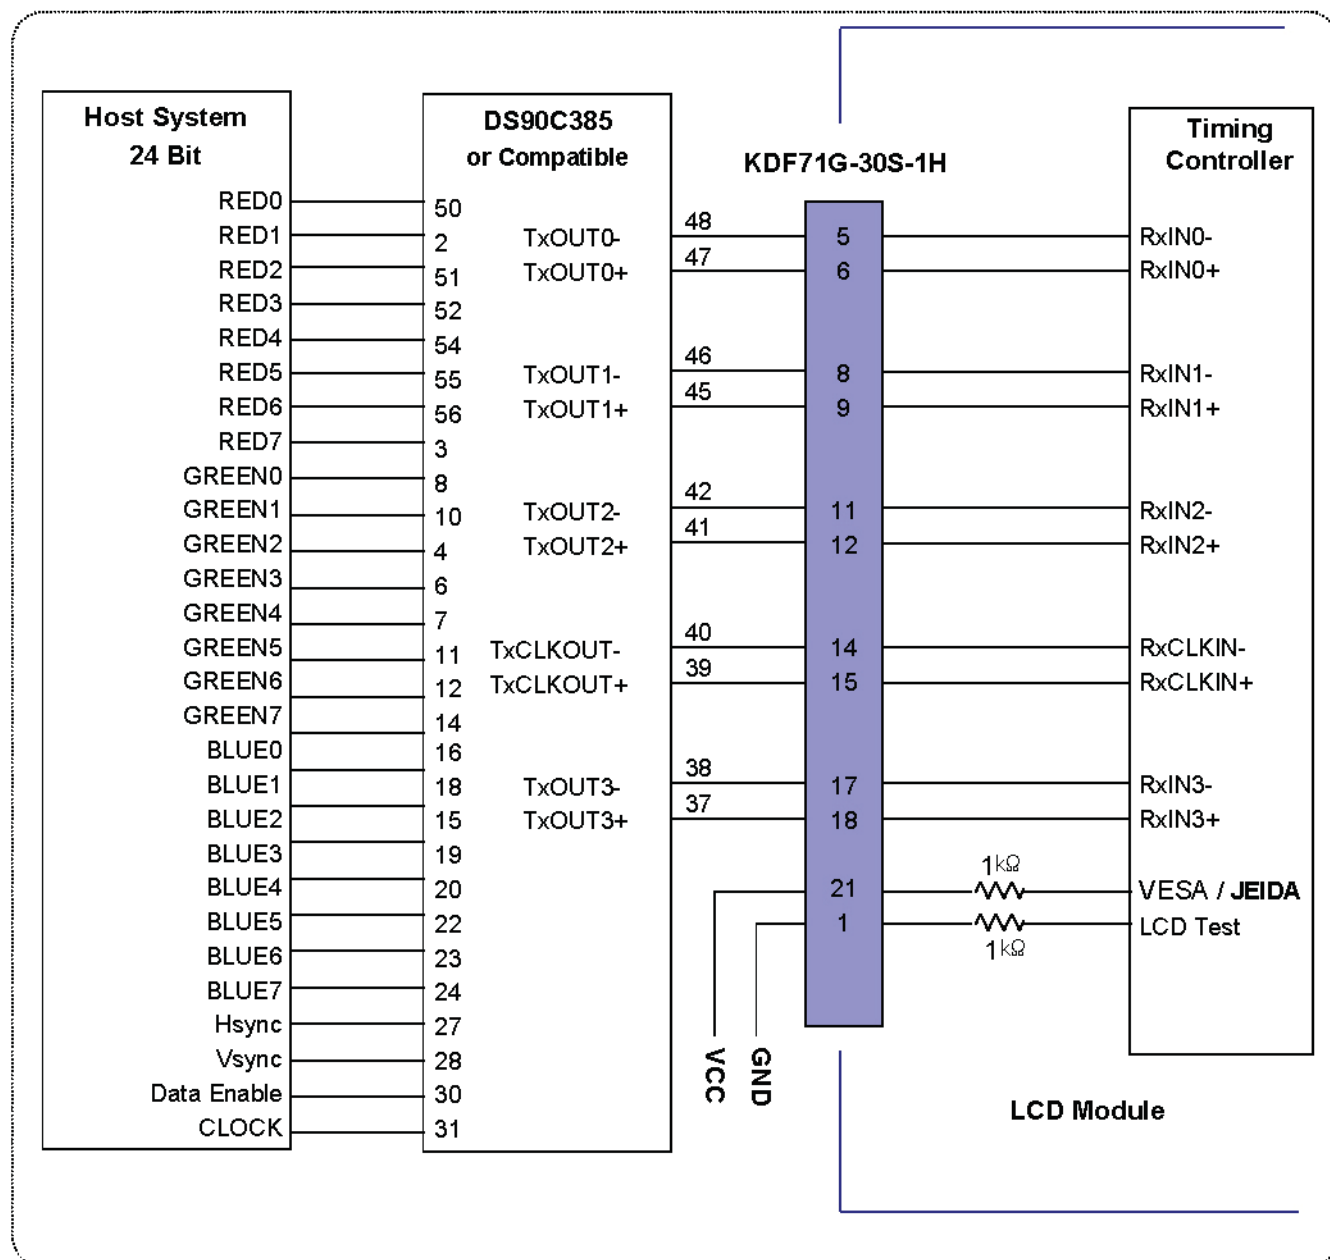 Host System
24 Bit
RED0
RED1
RED2
RED3
RED4
RED5
RED6
RED7
GREEN0
GREEN1
GREEN2
GREEN3
GREEN4
GREEN5
GREEN6
GREEN7
BLUE0
BLUE1
BLUE2
BLUE3
BLUE4
BLUE5
BLUE6
BLUE7
Hsync
Vsync
Data Enable
CLOCK
DS90C385
or Compatible
50
2
51
52
54
55
56
3
8
10
4
6
7
11
12
14
16
18
15
19
20
22
23
24
27
28
30
31
TxOUT0-
TxOUT0+
TxOUT1-
TxOUT1+
TxOUT2-
TxOUT2+
TxCLKOUT-
TxCLKOUT+
TxOUT3-
TxOUT3+
48
47
46
45
42
41
40
39
38
37
VCC
GND
KDF71G-30S-1H
5
6
8
9
11
12
14
15
17
18
21
1
1kΩ
1kΩ
Timing
Controller
RxIN0-
RxIN0+
RxIN1-
RxIN1+
RxIN2-
RxIN2+
RxCLKIN-
RxCLKIN+
RxIN3-
RxIN3+
VESA / JEIDA
LCD Test
LCD Module